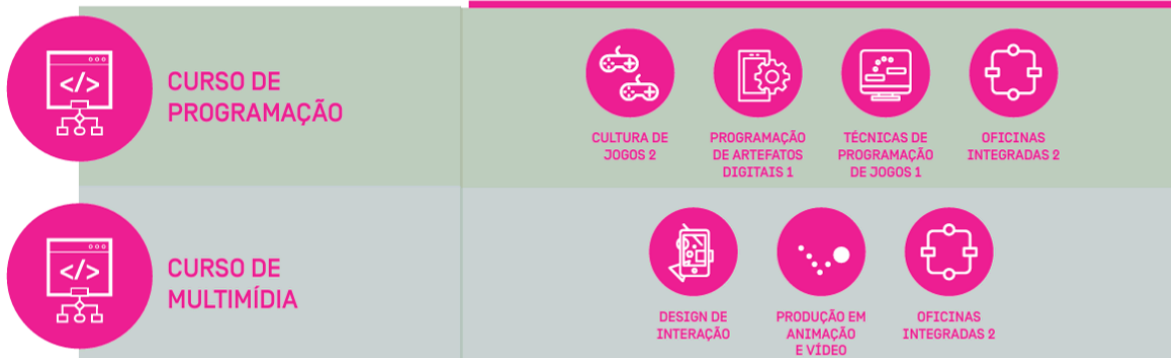 </>
CURSO DE
PROGRAMAÇÃO
CULTURA DE
JOGOS 2
PROGRAMAÇÃO
DE ARTEFATOS
DIGITAIS 1
TÉCNICAS DE
PROGRAMAÇÃO
DE JOGOS 1
OFICINAS
INTEGRADAS 2
</>
CURSO DE
MULTIMÍDIA
DESIGN DE
INTERAÇÃO
PRODUÇÃO EM
ANIMAÇÃO
E VÍDEO
OFICINAS
INTEGRADAS 2